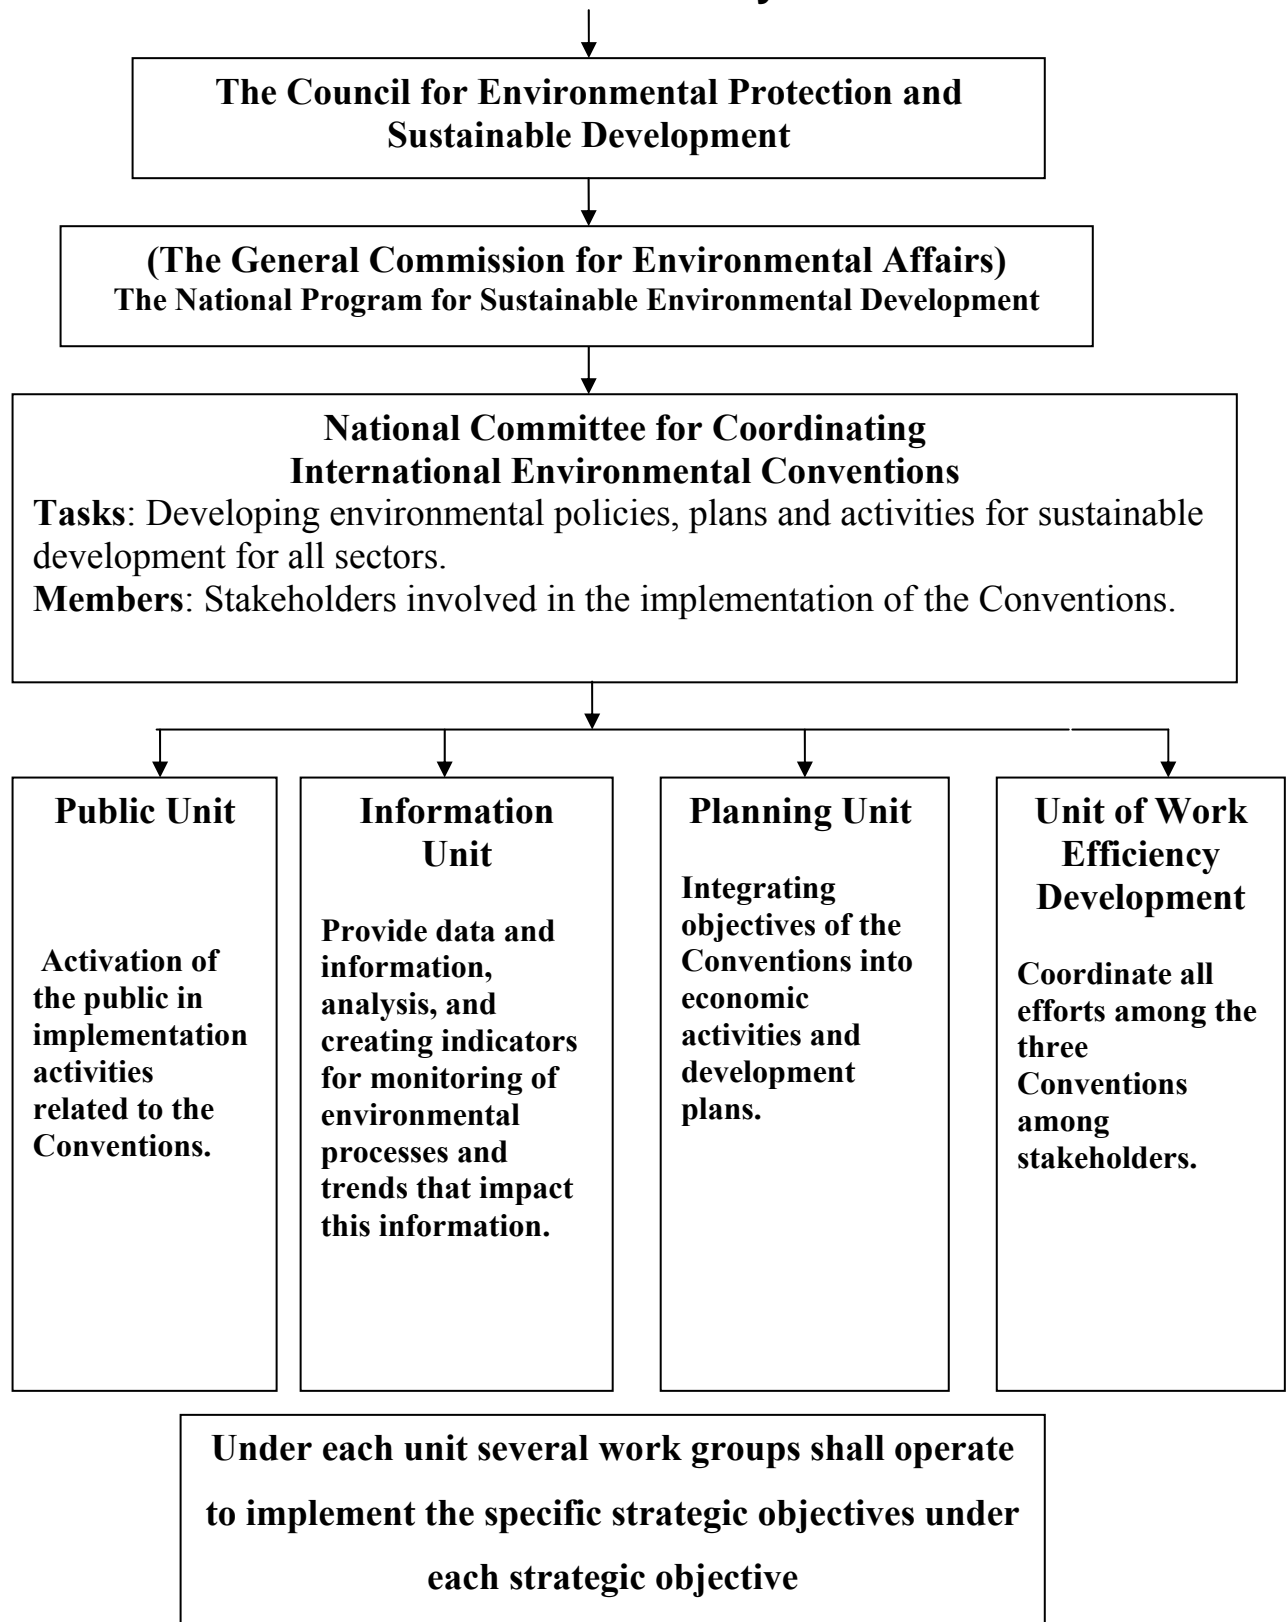 The Council for Environmental Protection and
Sustainable Development
(The General Commission for Environmental Affairs)
The National Program for Sustainable Environmental Development
National Committee for Coordinating
International Environmental Conventions
Tasks: Developing environmental policies, plans and activities for sustainable
development for all sectors.
Members: Stakeholders involved in the implementation of the Conventions.
Public Unit
Activation of
the public in
implementation
activities
related to the
Conventions.
Information
Unit
Provide data and
information,
analysis, and
creating indicators
for monitoring of
environmental
processes and
trends that impact
this information.
Planning Unit
Integrating
objectives of the
Conventions into
economic
activities and
development
plans.
Unit of Work
Efficiency
Development
Coordinate all
efforts among the
three
Conventions
among
stakeholders.
Under each unit several work groups shall operate
to implement the specific strategic objectives under
each strategic objective